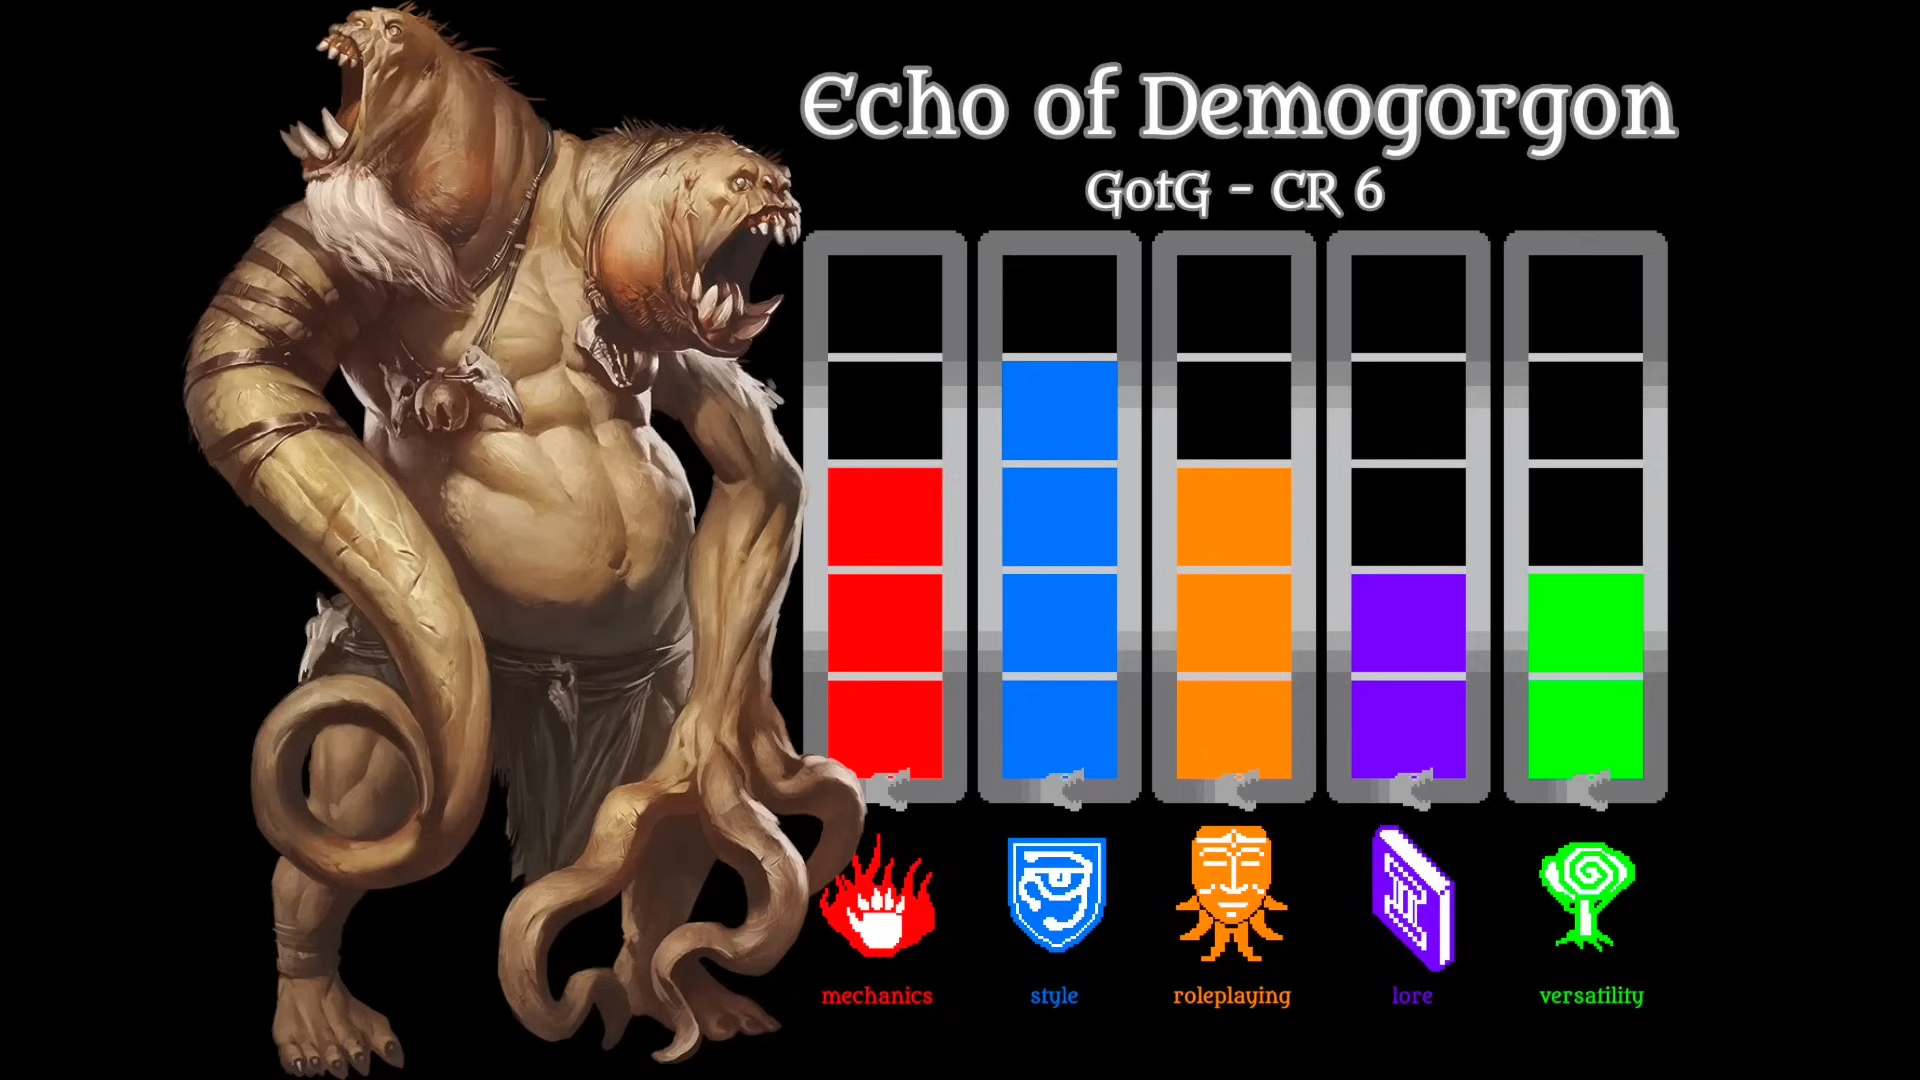 Echo of Demogorgon
GotG - CR 6
mechanics
style
roleplaying
lore
versatility